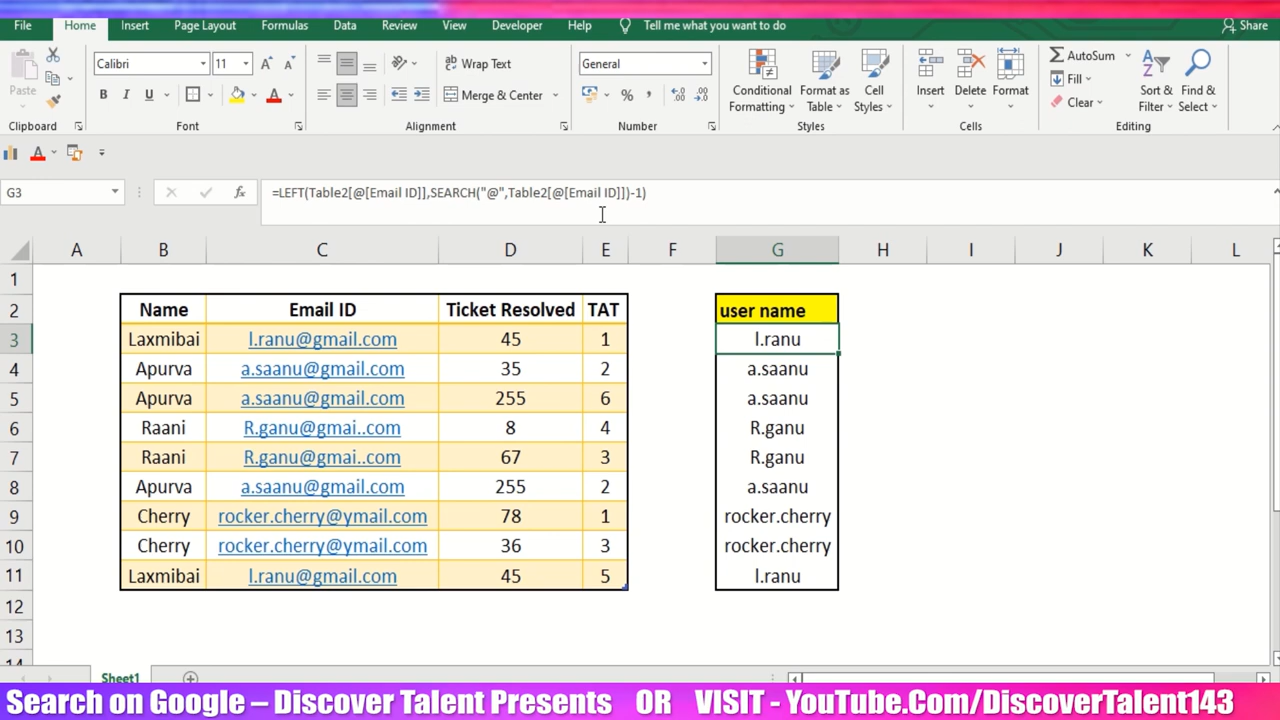 File Home Insert Page Layout Formulas Data Review View Developer Help Tell me what you want to do Share
Calibri 11 Wrap Text General AutoSum
Paste Conditional Formatting Format as Table Cell Styles Insert Delete Format Fill Sort & Filter Find & Select
B I U Merge & Center % Clear
Clipboard Font Alignment Number Styles Cells Editing
G3 fx =LEFT(Table2[@[Email ID]],SEARCH("@",Table2[@[Email ID]])-1)
A B C D E F G H I J K L
1
2 Name Email ID Ticket Resolved TAT user name
3 Laxmibai l.ranu@gmail.com 45 1 l.ranu
4 Apurva a.saanu@gmail.com 35 2 a.saanu
5 Apurva a.saanu@gmail.com 255 6 a.saanu
6 Raani R.ganu@gmai..com 8 4 R.ganu
7 Raani R.ganu@gmai..com 67 3 R.ganu
8 Apurva a.saanu@gmail.com 255 2 a.saanu
9 Cherry rocker.cherry@ymail.com 78 1 rocker.cherry
10 Cherry rocker.cherry@ymail.com 36 3 rocker.cherry
11 Laxmibai l.ranu@gmail.com 45 5 l.ranu
12
13
14
Sheet1
Search on Google – Discover Talent Presents OR VISIT - YouTube.Com/DiscoverTalent143